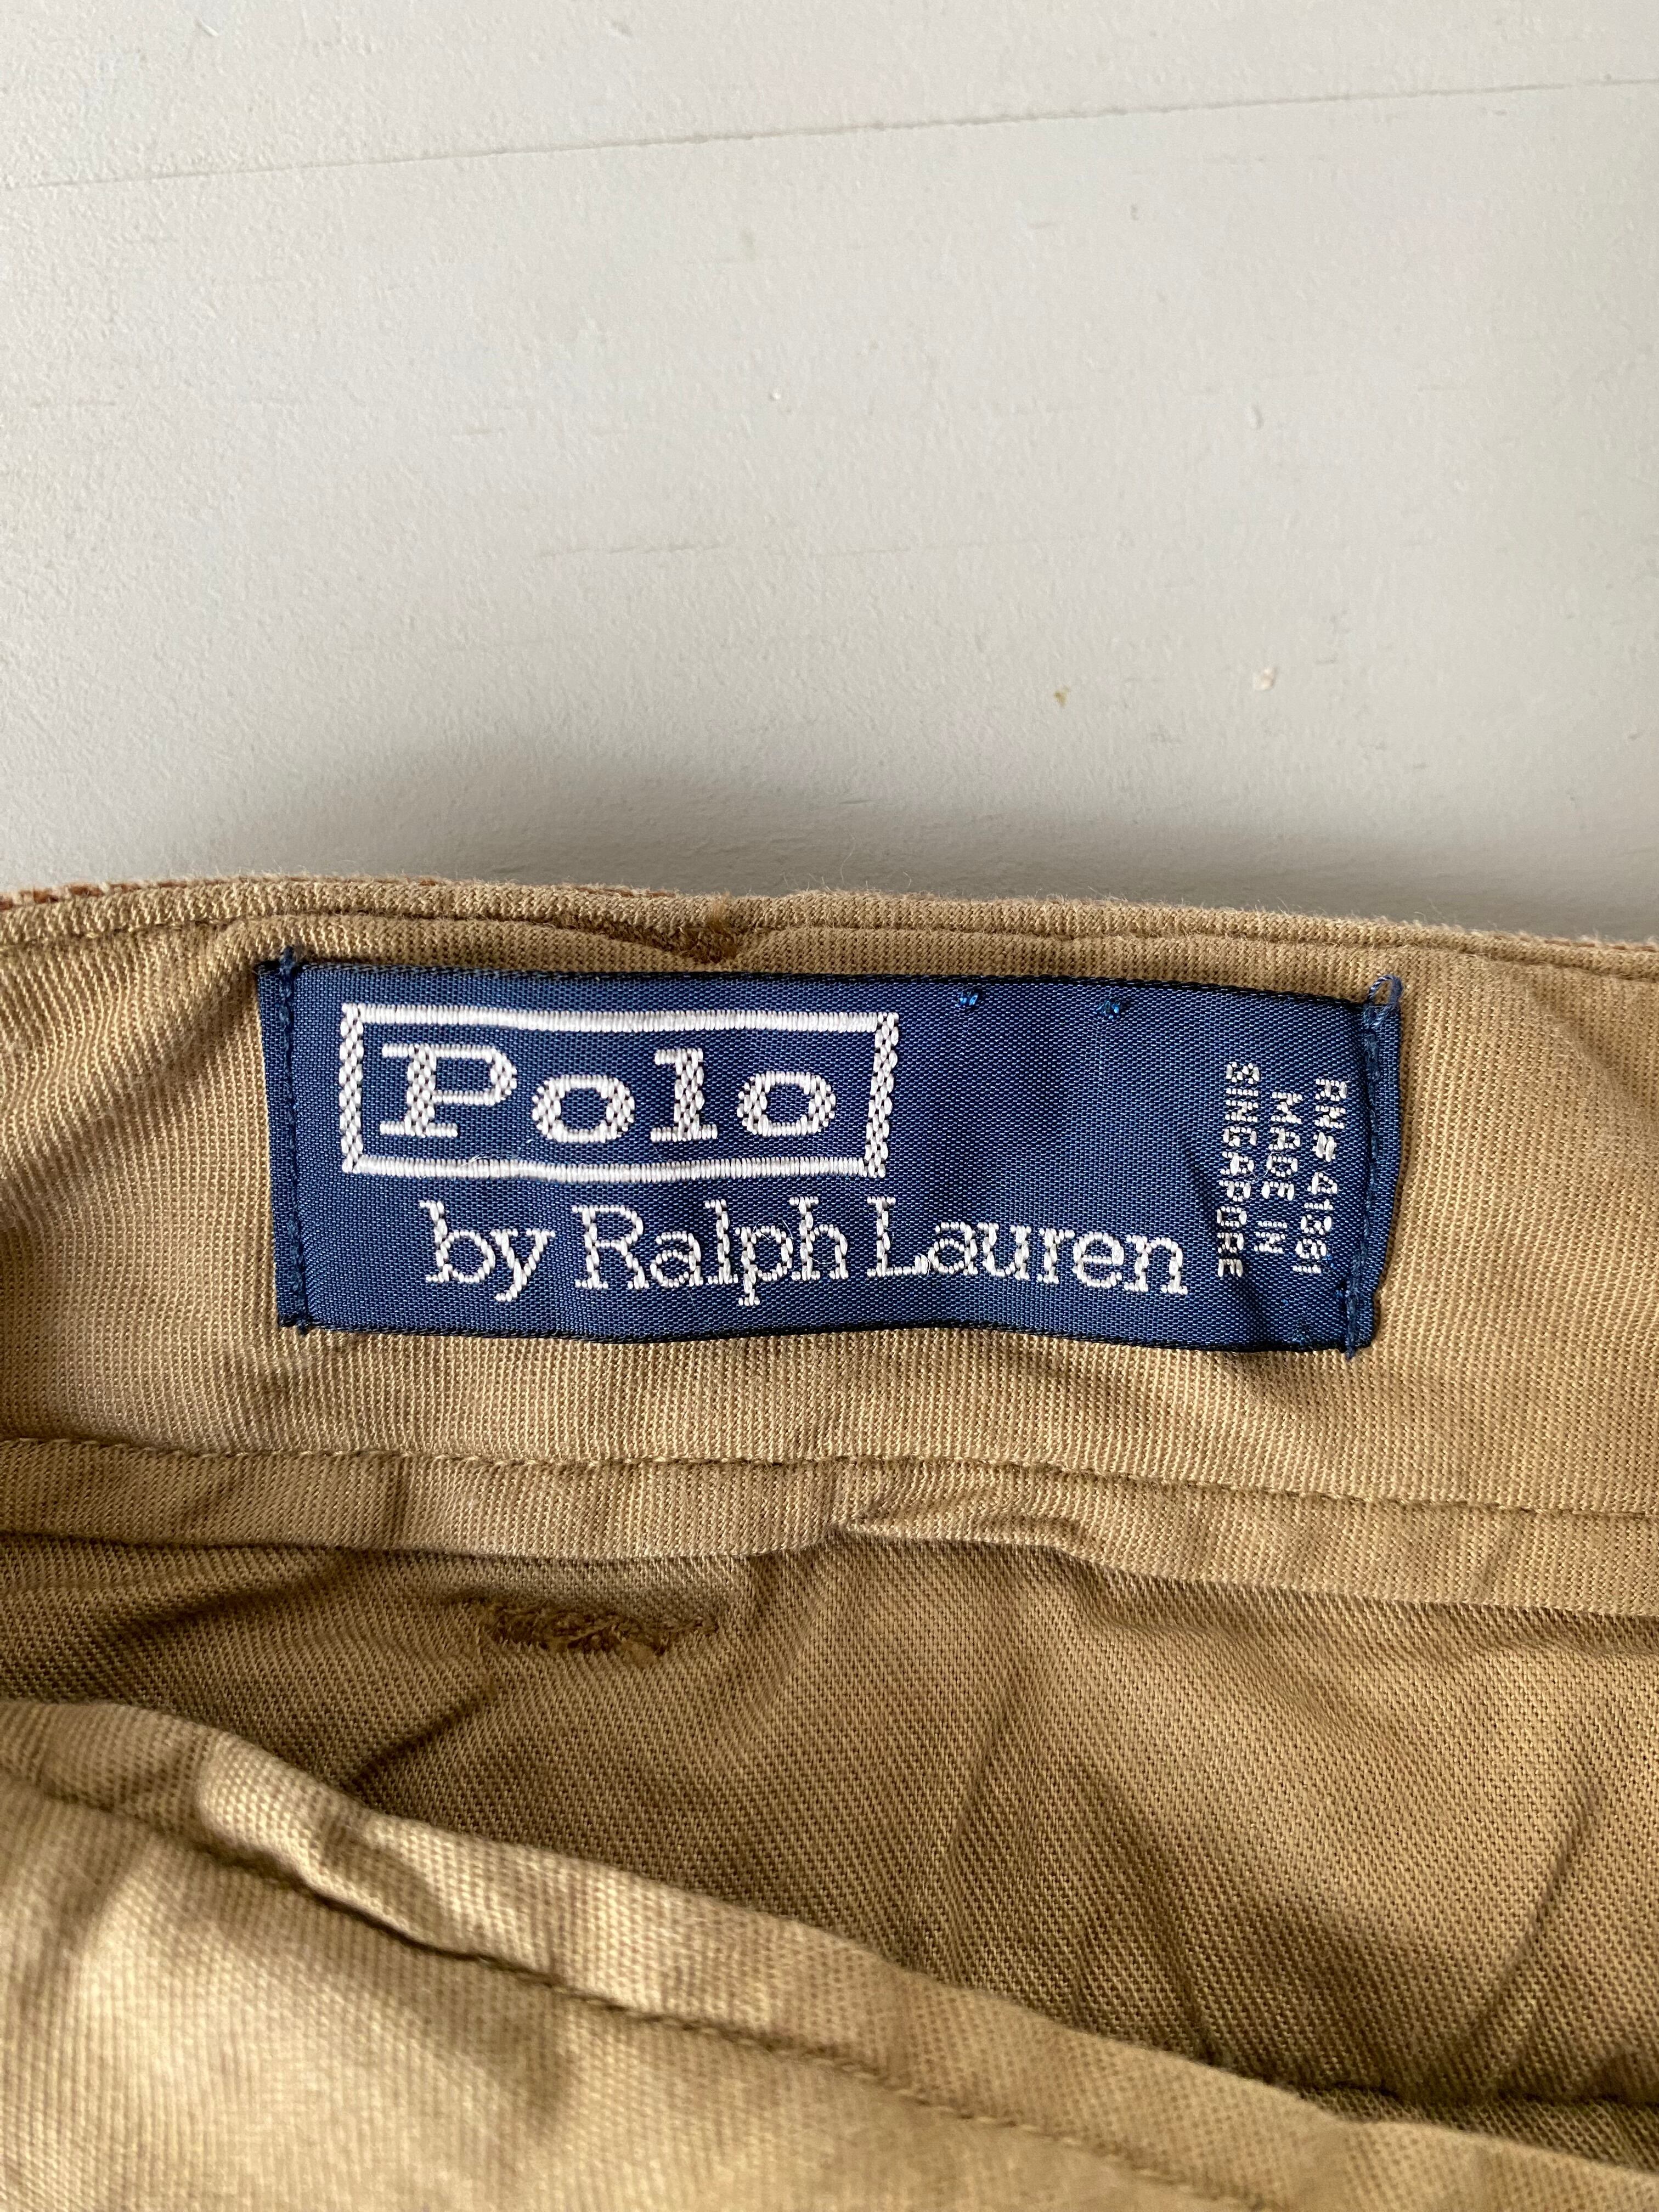 Polo
by Ralph Lauren
RN# 41381
MADE IN
SINGAPORE